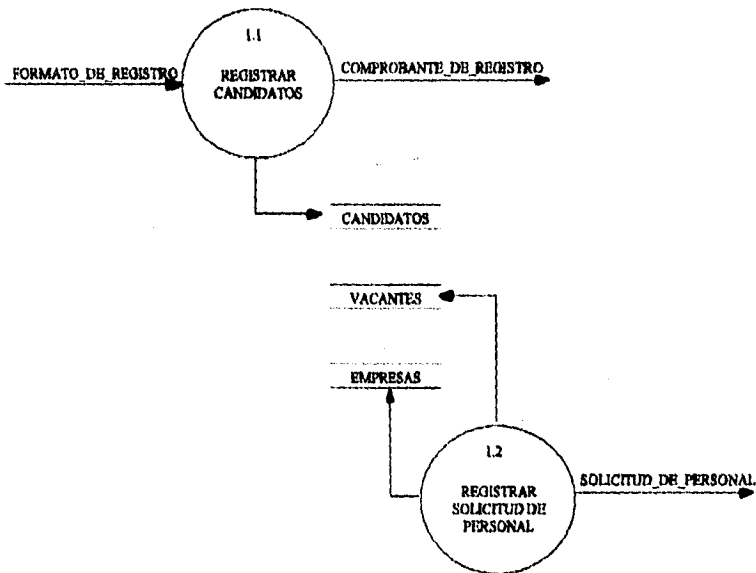 1.1
FORMATO_DE_REGISTRO
REGISTRAR
CANDIDATOS
COMPROBANTE_DE_REGISTRO
CANDIDATOS
VACANTES
EMPRESAS
1.2
REGISTRAR
SOLICITUD DE
PERSONAL
SOLICITUD_DE_PERSONAL